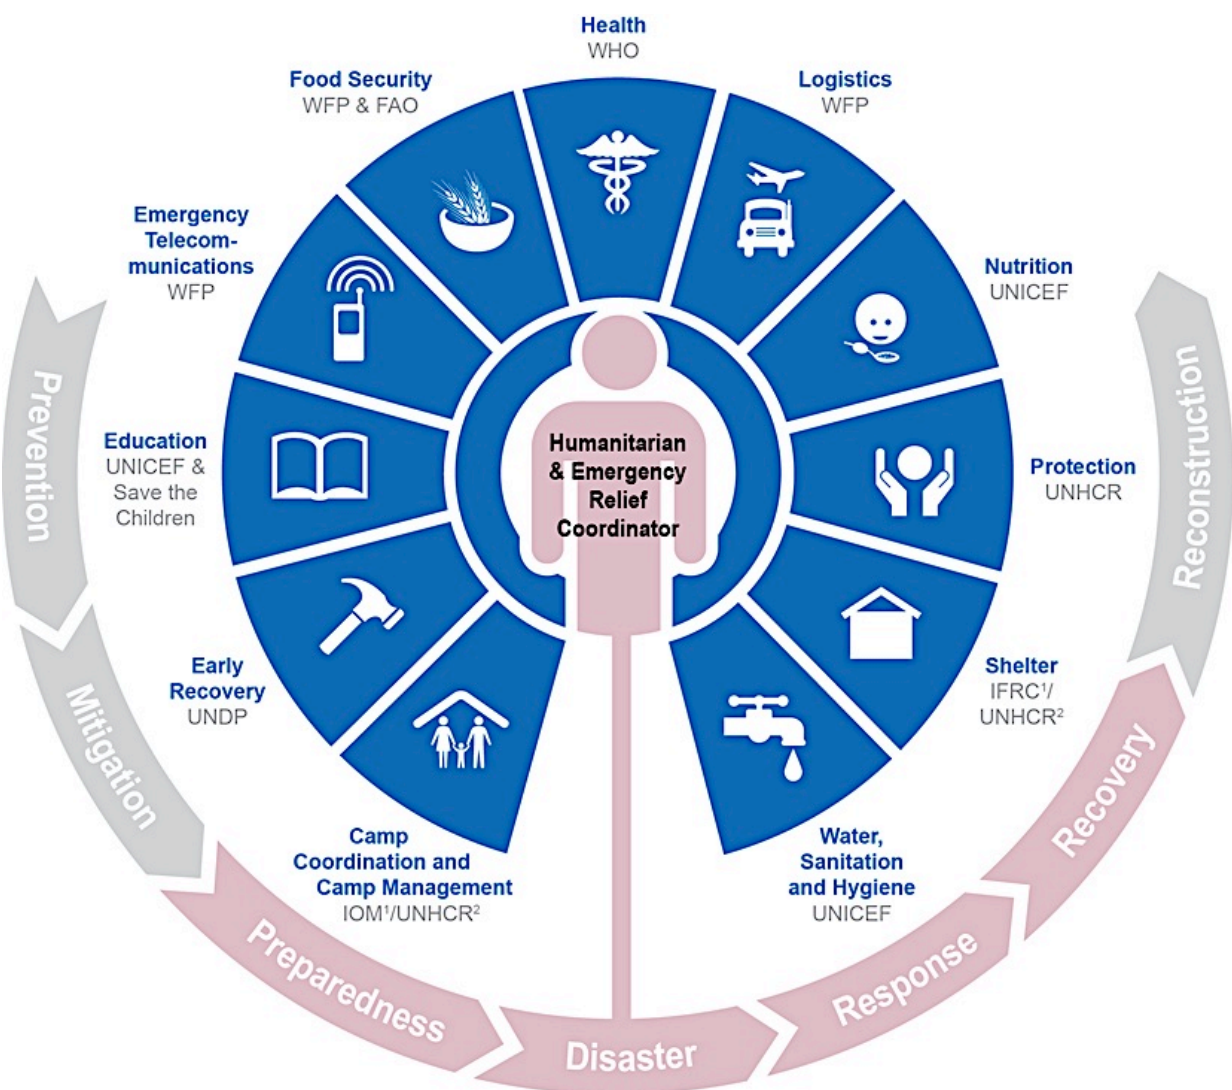 Health
WHO
Logistics
WFP
Nutrition
UNICEF
Protection
UNHCR
Shelter
IFRC¹/
UNHCR²
Water,
Sanitation
and Hygiene
UNICEF
Camp
Coordination and
Camp Management
IOM¹/UNHCR²
Early
Recovery
UNDP
Education
UNICEF &
Save the
Children
Emergency
Telecom-
munications
WFP
Food Security
WFP & FAO
Humanitarian
& Emergency
Relief
Coordinator
Prevention
Mitigation
Preparedness
Disaster
Response
Recovery
Reconstruction